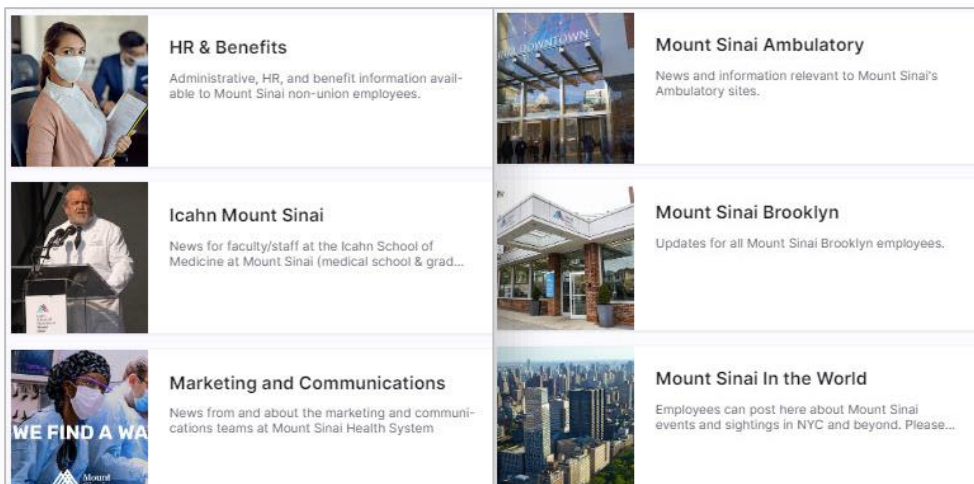 HR & Benefits
Administrative, HR, and benefit information avail-
able to Mount Sinai non-union employees.
Icahn Mount Sinai
News for faculty/staff at the Icahn School of
Medicine at Mount Sinai (medical school & grad...
Marketing and Communications
News from and about the marketing and communi-
cations teams at Mount Sinai Health System
WE FIND A WA
Mount
DOWNTOWN
Mount Sinai Ambulatory
News and information relevant to Mount Sinai's
Ambulatory sites.
Mount Sinai Brooklyn
Updates for all Mount Sinai Brooklyn employees.
Mount Sinai In the World
Employees can post here about Mount Sinai
events and sightings in NYC and beyond. Please...